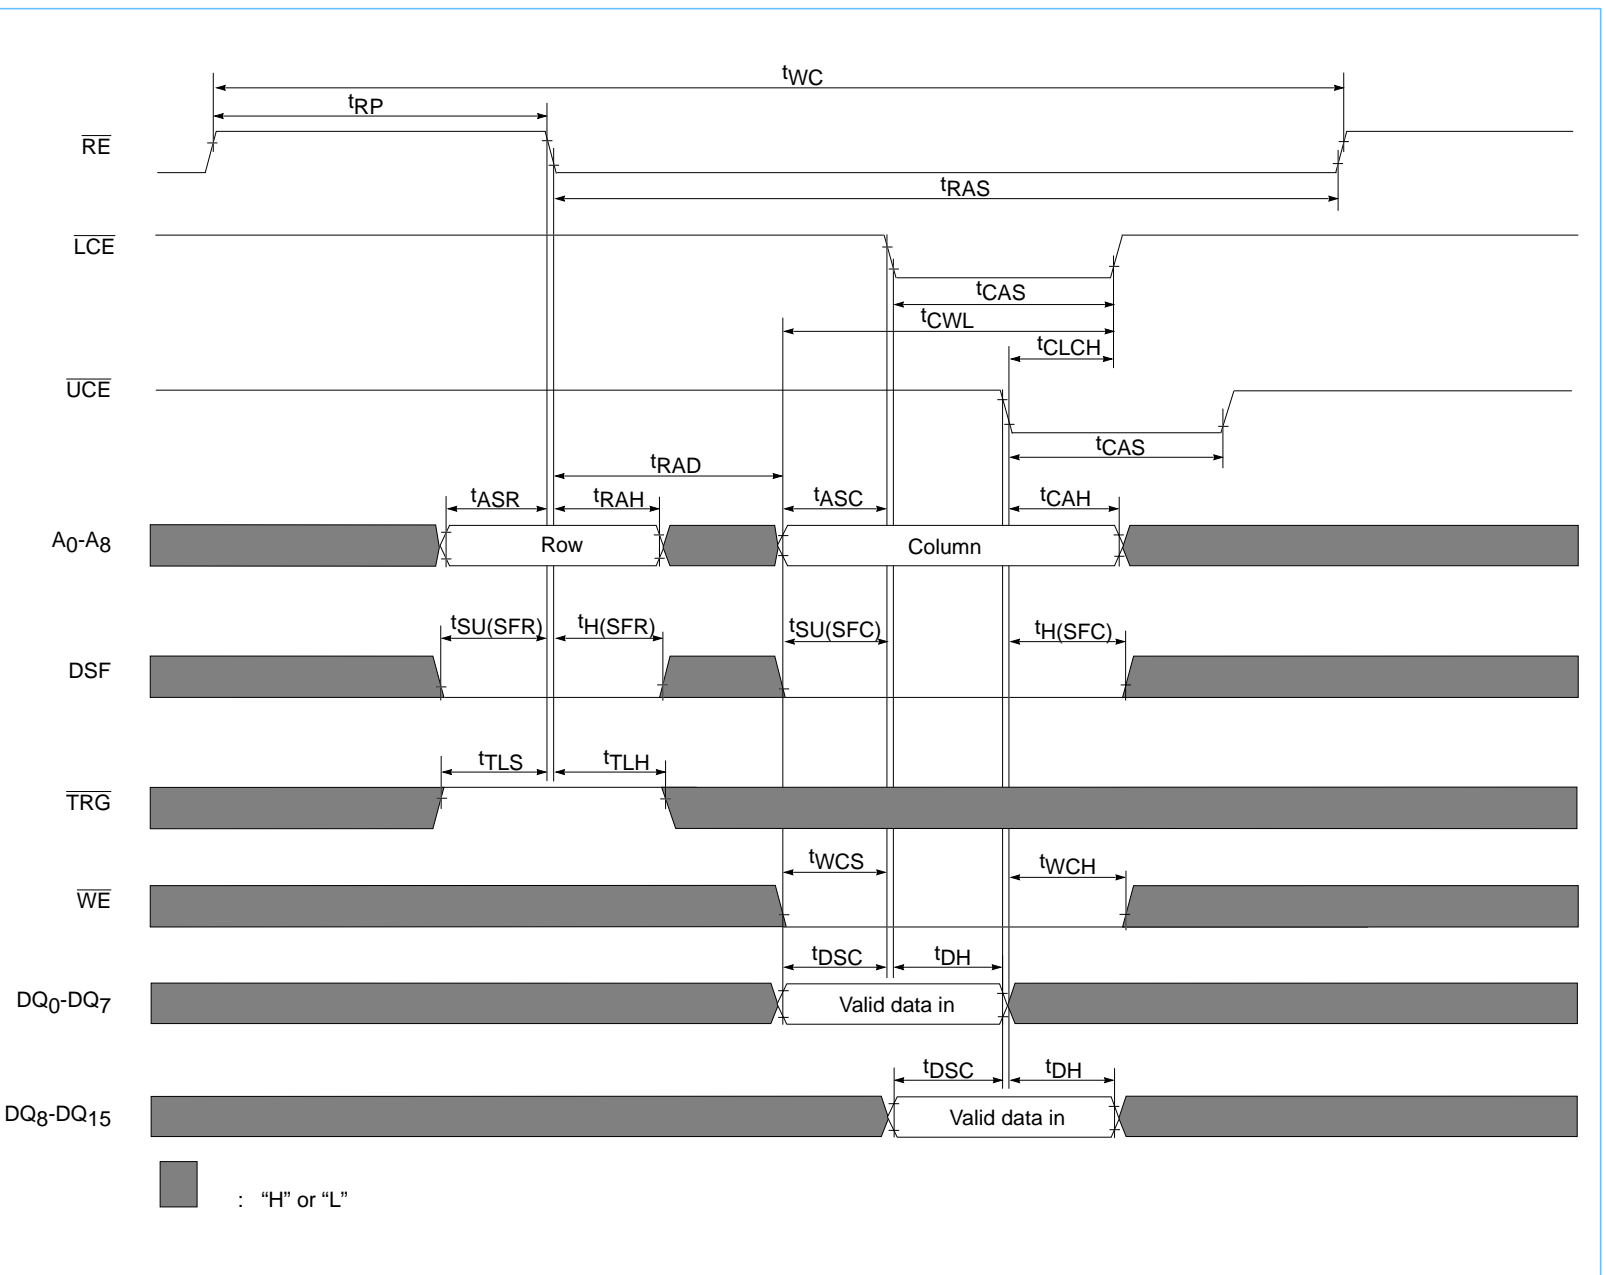 tWC
tRP
RE
tRAS
LCE
tCAS
tCWL
tCLCH
UCE
tCAS
tRAD
tASR tRAH tASC tCAH
A0-A8 Row Column
tSU(SFR) tH(SFR) tSU(SFC) tH(SFC)
DSF
tTLS tTLH
TRG
tWCS tWCH
WE
tDSC tDH
DQ0-DQ7 Valid data in
tDSC tDH
DQ8-DQ15 Valid data in
: “H” or “L”